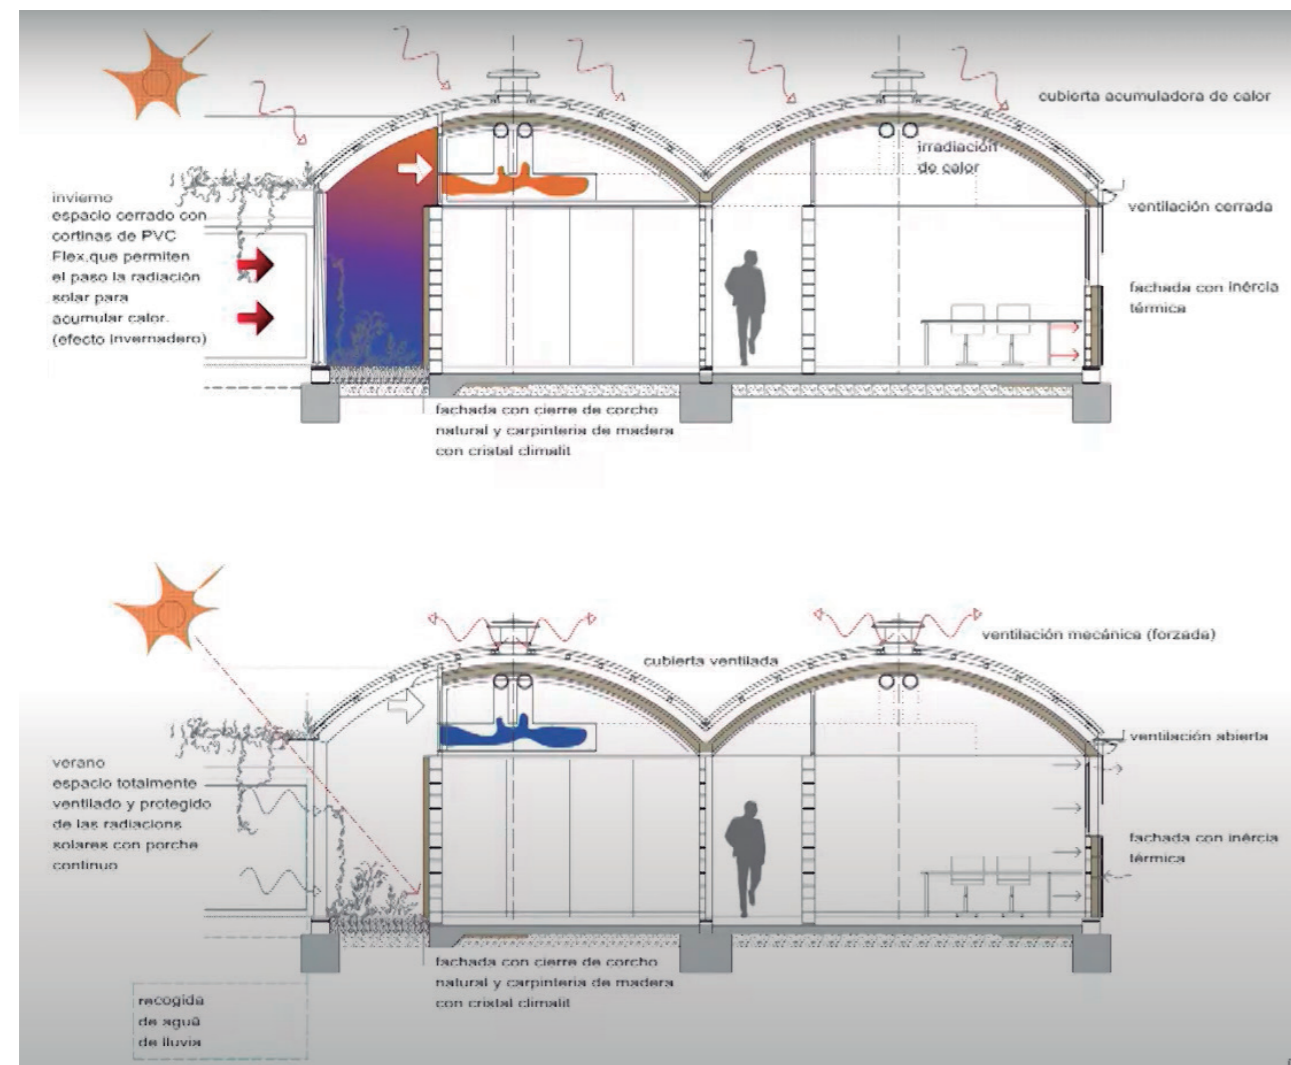 cubierta acumuladora de calor
irradiación
de calor
invierno
espacio cerrado con
cortinas de PVC
Flex,que permiten
el paso la radiación
solar para
acumular calor.
(efecto invernadero)
ventilación cerrada
fachada con inércia
térmica
fachada con cierre de corcho
natural y carpinteria de madera
con cristal climalit
ventilación mecánica (forzada)
cubierta ventilada
verano
espacio totalmente
ventilado y protegido
de las radiacions
solares con porche
continuo
ventilación abierta
fachada con inércia
térmica
fachada con cierre de corcho
natural y carpinteria de madera
con cristal climalit
recogida
de agua
de lluvia